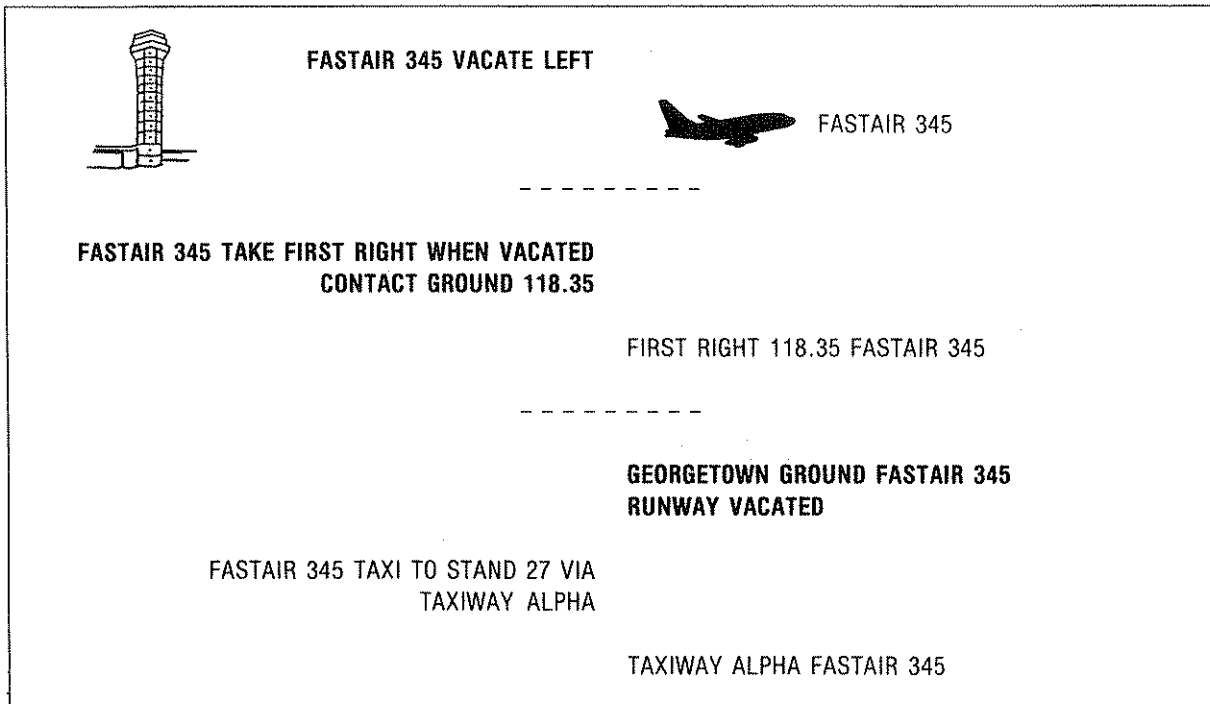 FASTAIR 345 VACATE LEFT
FASTAIR 345
FASTAIR 345 TAKE FIRST RIGHT WHEN VACATED
CONTACT GROUND 118.35
FIRST RIGHT 118.35 FASTAIR 345
GEORGETOWN GROUND FASTAIR 345
RUNWAY VACATED
FASTAIR 345 TAXI TO STAND 27 VIA
TAXIWAY ALPHA
TAXIWAY ALPHA FASTAIR 345